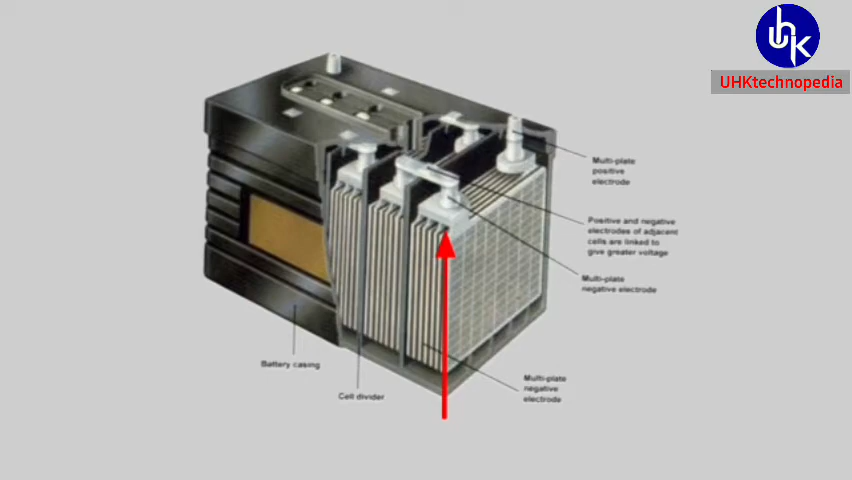 UHK
UHKtechnopedia
Multi-plate
positive
electrode
Positive and negative
electrodes of adjacent
cells are linked to
give greater voltage
Multi-plate
negative electrode
Battery casing
Cell divider
Multi-plate
negative
electrode